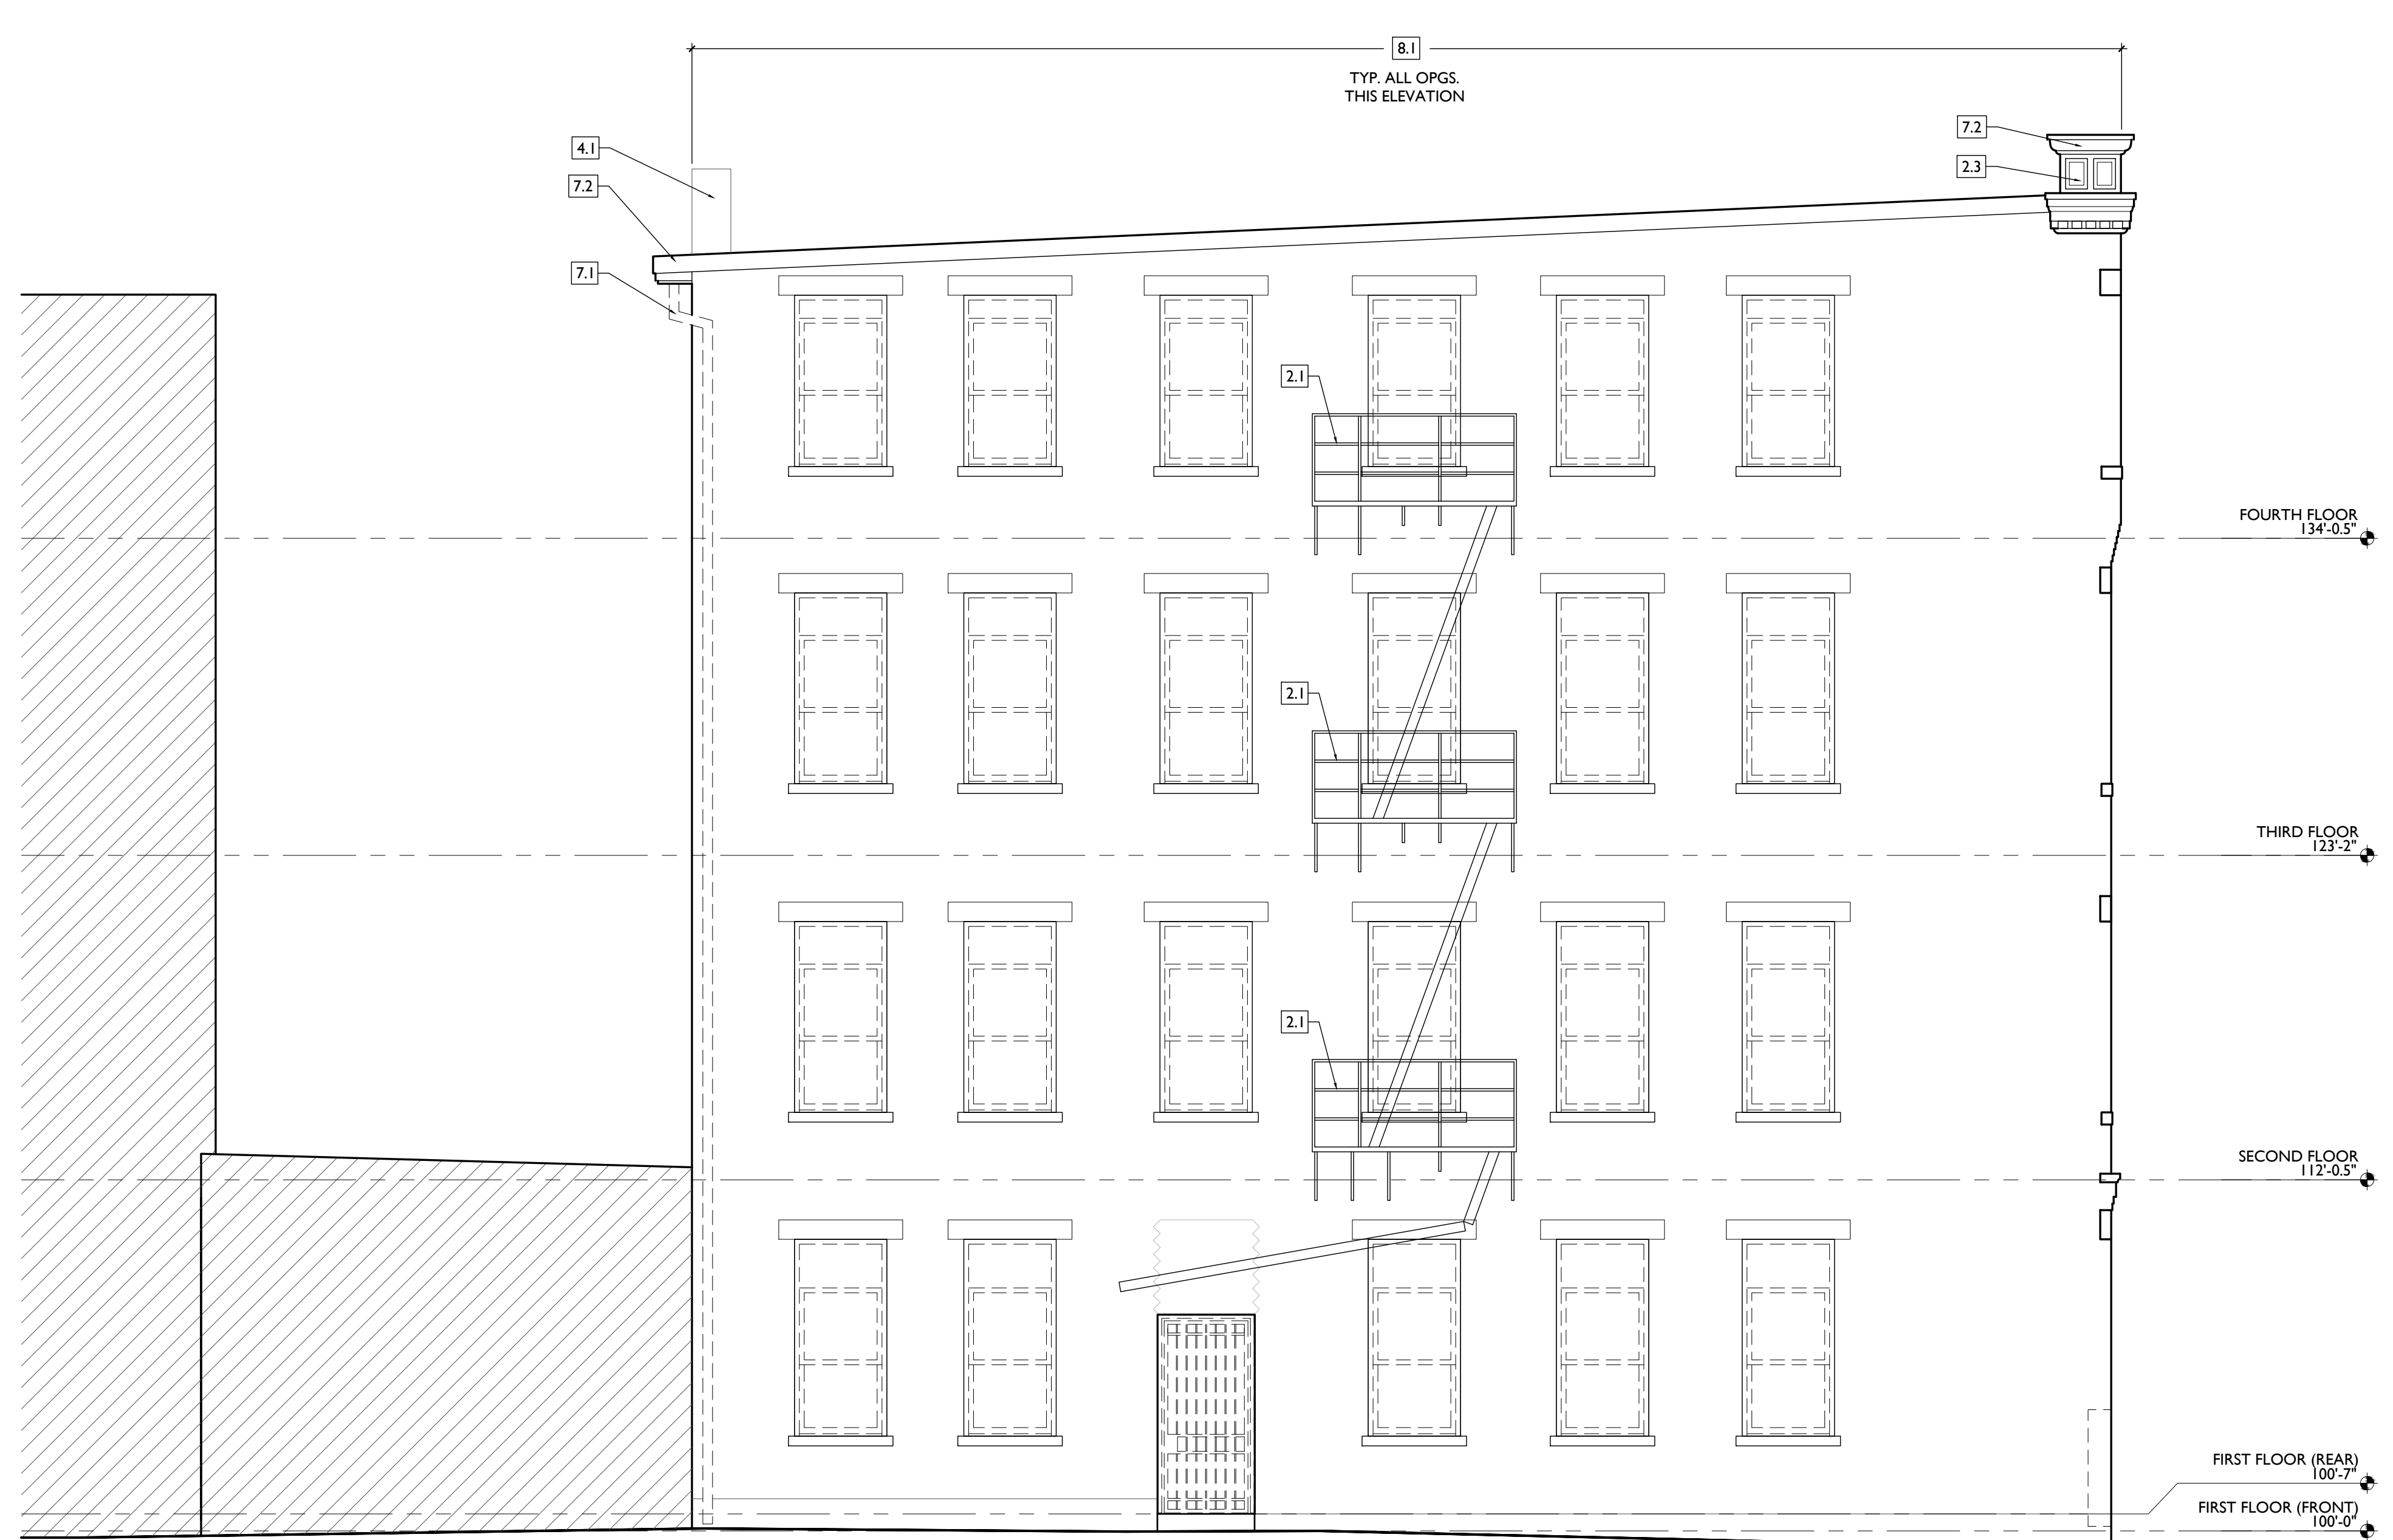 8.1
TYP. ALL OPGS.
THIS ELEVATION
7.2
4.1
2.3
7.2
7.1
2.1
FOURTH FLOOR
134'-0.5"
2.1
THIRD FLOOR
123'-2"
2.1
SECOND FLOOR
112'-0.5"
FIRST FLOOR (REAR)
100'-7"
FIRST FLOOR (FRONT)
100'-0"